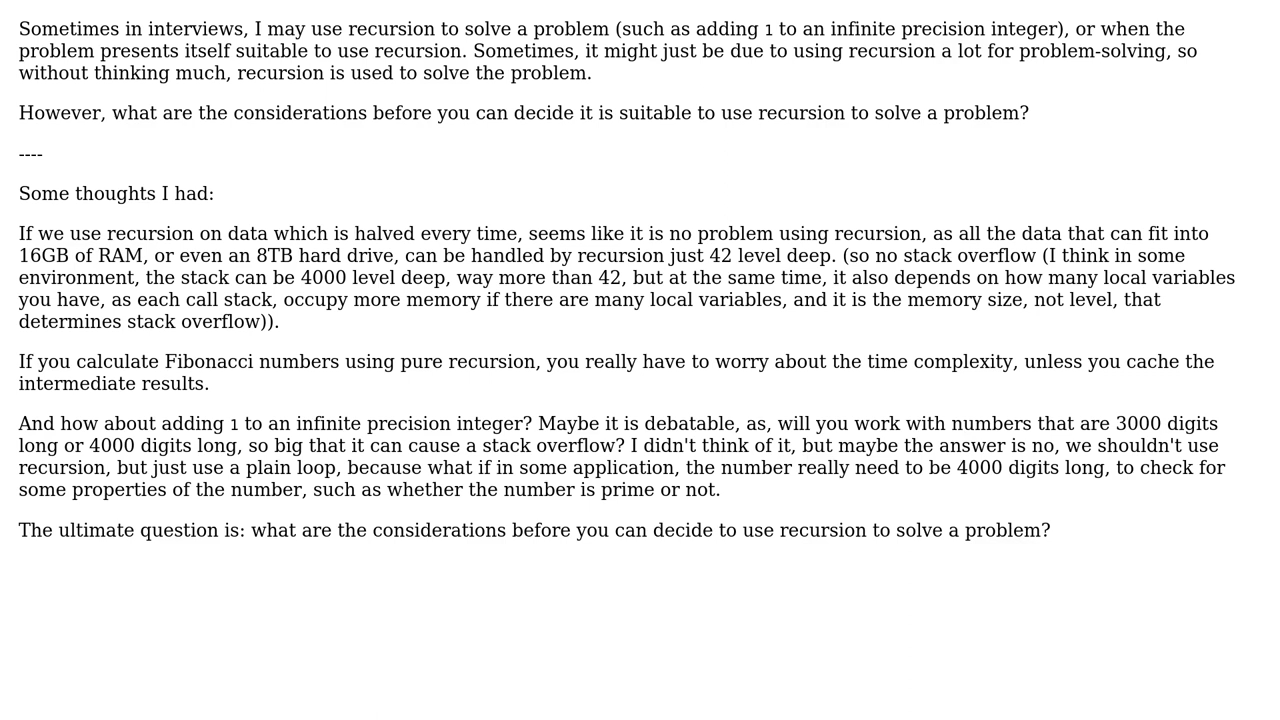 Sometimes in interviews, I may use recursion to solve a problem (such as adding 1 to an infinite precision integer), or when the
problem presents itself suitable to use recursion. Sometimes, it might just be due to using recursion a lot for problem-solving, so
without thinking much, recursion is used to solve the problem.
However, what are the considerations before you can decide it is suitable to use recursion to solve a problem?
----
Some thoughts I had:
If we use recursion on data which is halved every time, seems like it is no problem using recursion, as all the data that can fit into
16GB of RAM, or even an 8TB hard drive, can be handled by recursion just 42 level deep. (so no stack overflow (I think in some
environment, the stack can be 4000 level deep, way more than 42, but at the same time, it also depends on how many local variables
you have, as each call stack, occupy more memory if there are many local variables, and it is the memory size, not level, that
determines stack overflow)).
If you calculate Fibonacci numbers using pure recursion, you really have to worry about the time complexity, unless you cache the
intermediate results.
And how about adding 1 to an infinite precision integer? Maybe it is debatable, as, will you work with numbers that are 3000 digits
long or 4000 digits long, so big that it can cause a stack overflow? I didn't think of it, but maybe the answer is no, we shouldn't use
recursion, but just use a plain loop, because what if in some application, the number really need to be 4000 digits long, to check for
some properties of the number, such as whether the number is prime or not.
The ultimate question is: what are the considerations before you can decide to use recursion to solve a problem?